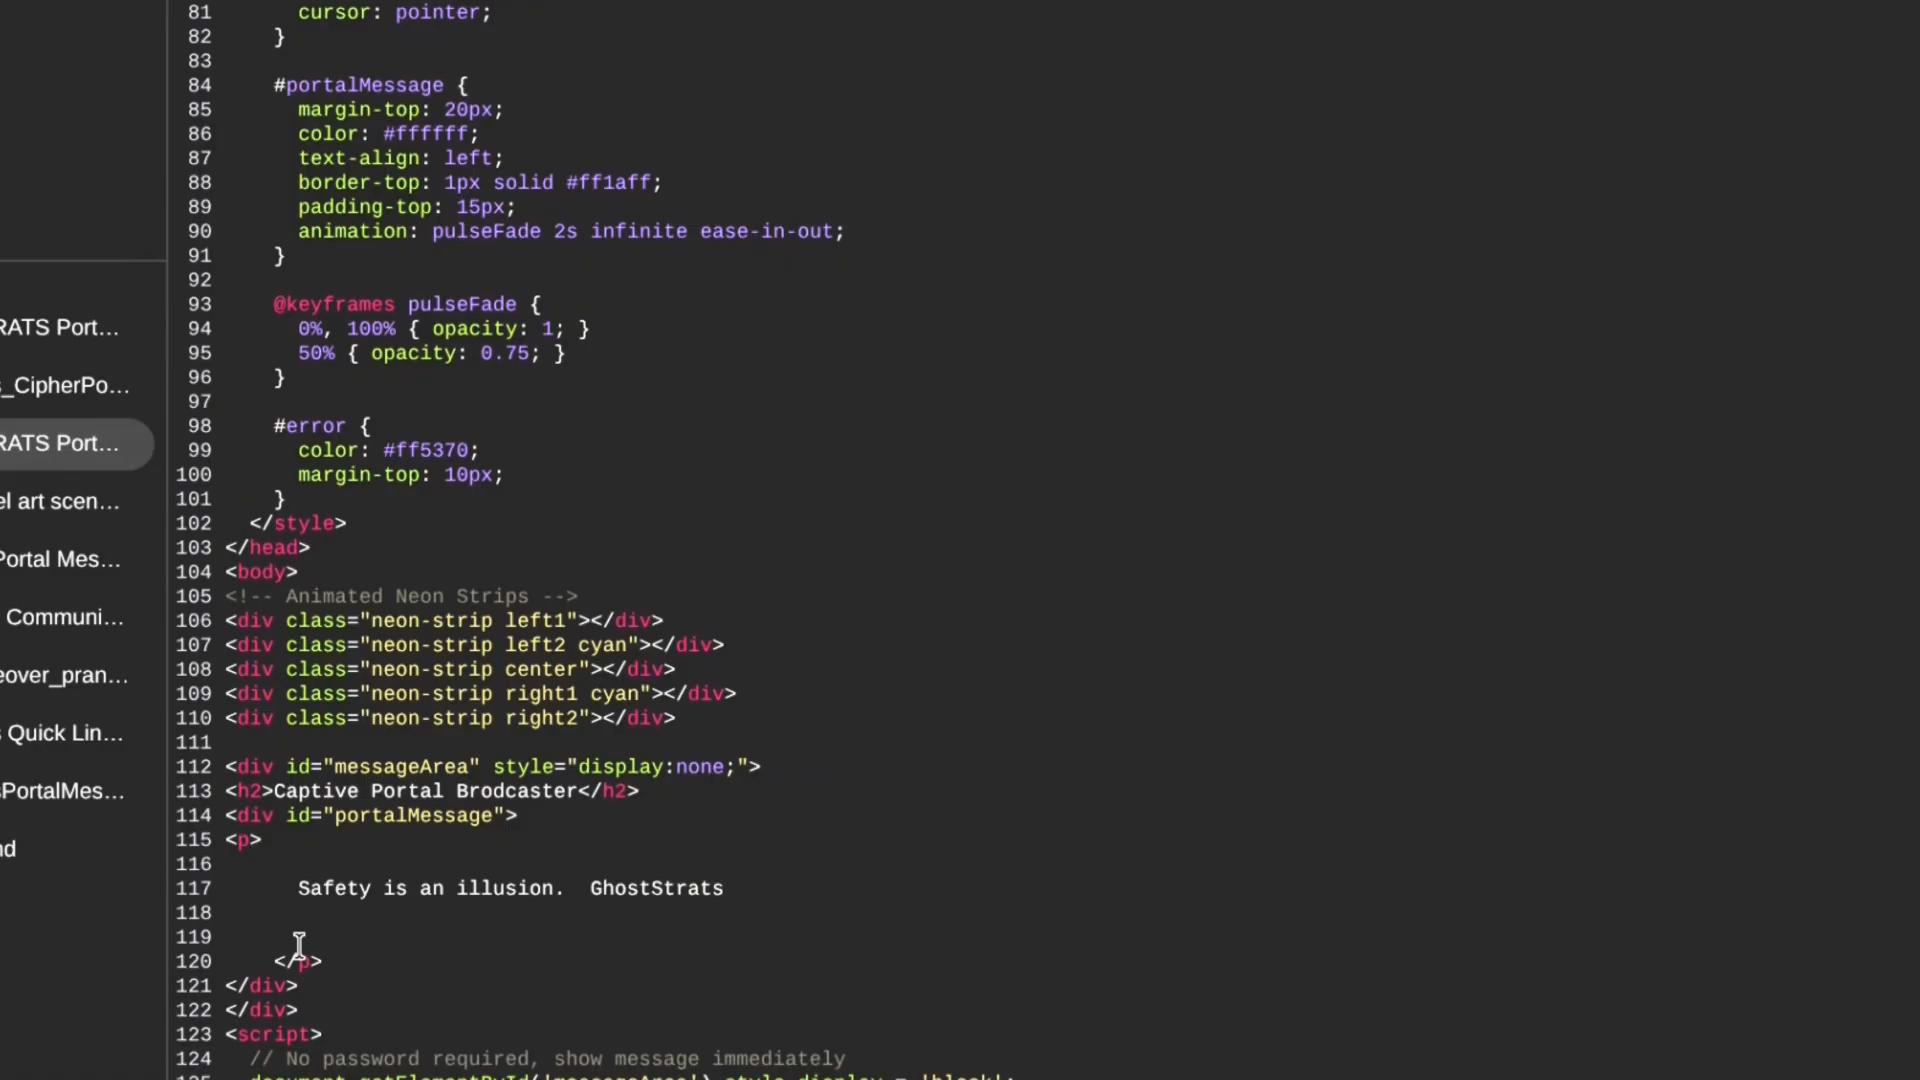 81 cursor: pointer;
82 }
83
84 #portalMessage {
85 margin-top: 20px;
86 color: #ffffff;
87 text-align: left;
88 border-top: 1px solid #ff1aff;
89 padding-top: 15px;
90 animation: pulseFade 2s infinite ease-in-out;
91 }
92
93 @keyframes pulseFade {
94 0%, 100% { opacity: 1; }
95 50% { opacity: 0.75; }
96 }
97
98 #error {
99 color: #ff5370;
100 margin-top: 10px;
101 }
102 </style>
103 </head>
104 <body>
105 <!-- Animated Neon Strips -->
106 <div class="neon-strip left1"></div>
107 <div class="neon-strip left2 cyan"></div>
108 <div class="neon-strip center"></div>
109 <div class="neon-strip right1 cyan"></div>
110 <div class="neon-strip right2"></div>
111
112 <div id="messageArea" style="display:none;">
113 <h2>Captive Portal Brodcaster</h2>
114 <div id="portalMessage">
115 <p>
116
117 Safety is an illusion.  GhostStrats
118
119
120 </p>
121 </div>
122 </div>
123 <script>
124 // No password required, show message immediately
RATS Port…
s_CipherPo…
RATS Port…
el art scen…
Portal Mes…
Communi…
eover_pran…
s Quick Lin…
sPortalMes…
nd